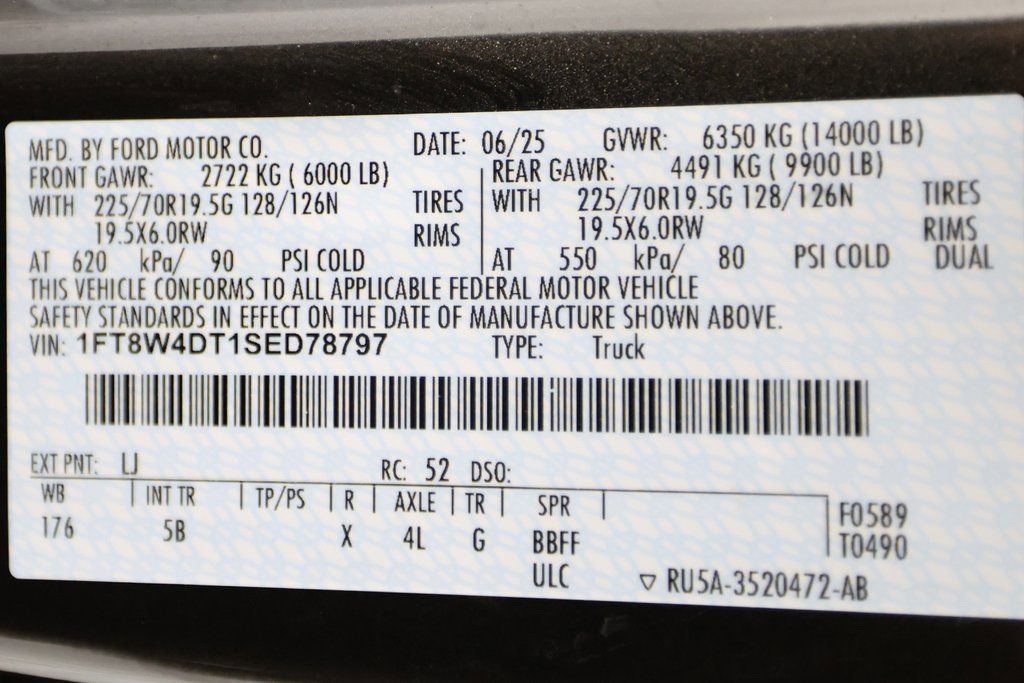 MFD. BY FORD MOTOR CO. DATE: 06/25 GVWR: 6350 KG (14000 LB)
FRONT GAWR: 2722 KG ( 6000 LB) REAR GAWR: 4491 KG ( 9900 LB)
WITH 225/70R19.5G 128/126N TIRES WITH 225/70R19.5G 128/126N TIRES
19.5X6.0RW RIMS 19.5X6.0RW RIMS
AT 620 kPa/ 90 PSI COLD AT 550 kPa/ 80 PSI COLD DUAL
THIS VEHICLE CONFORMS TO ALL APPLICABLE FEDERAL MOTOR VEHICLE
SAFETY STANDARDS IN EFFECT ON THE DATE OF MANUFACTURE SHOWN ABOVE.
VIN: 1FT8W4DT1SED78797 TYPE: Truck
EXT PNT: LJ RC: 52 DSO:
WB INT TR TP/PS R AXLE TR SPR F0589
176 5B X 4L G BBFF T0490
ULC ▽ RU5A-3520472-AB